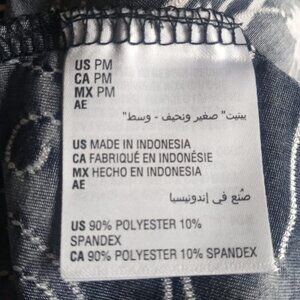 US PM
CA PM
MX PM
AE
بيتيت" صغير ونحيف - وسط"
US MADE IN INDONESIA
CA FABRIQUÉ EN INDONÉSIE
MX HECHO EN INDONESIA
AE
صُنع في إندونيسيا
US 90% POLYESTER 10%
SPANDEX
CA 90% POLYESTER 10% SPANDEX